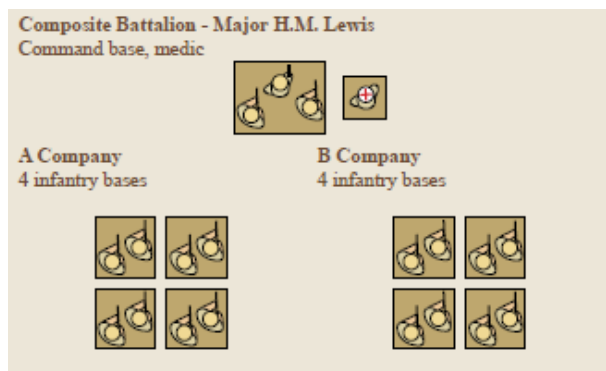 Composite Battalion - Major H.M. Lewis
Command base, medic
A Company
4 infantry bases
B Company
4 infantry bases